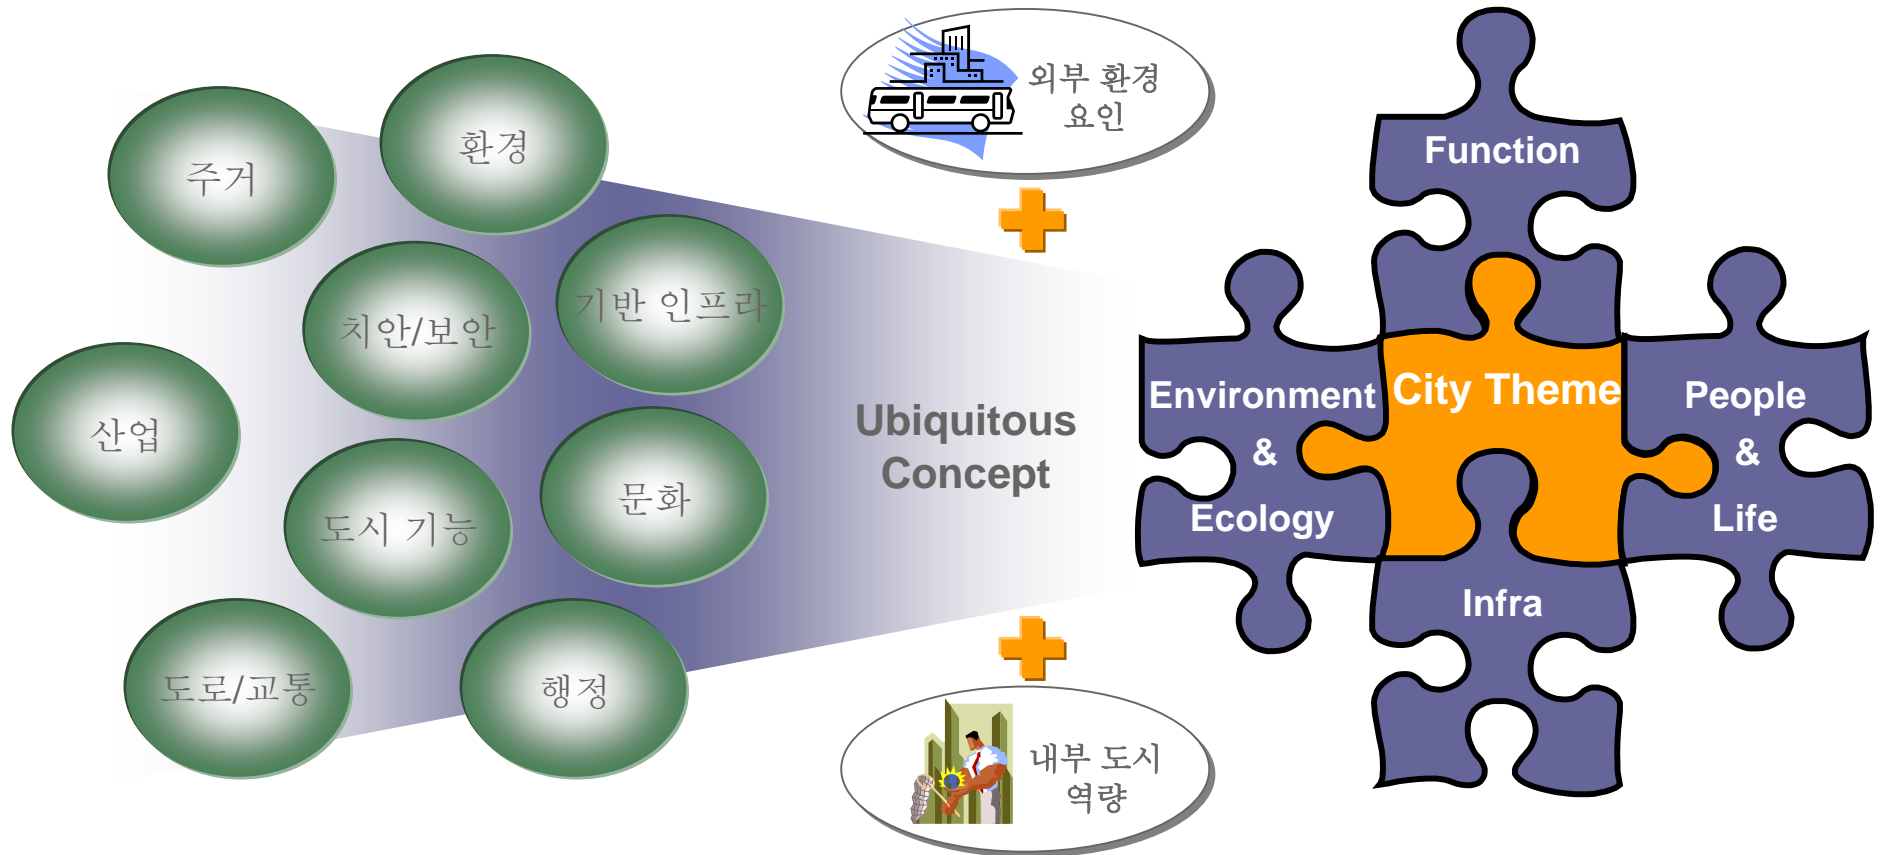 주거
환경
치안/보안
기반 인프라
산업
도시 기능
문화
도로/교통
행정
외부 환경
요인
Ubiquitous
Concept
내부 도시
역량
Function
Environment
&
Ecology
City Theme
People
&
Life
Infra